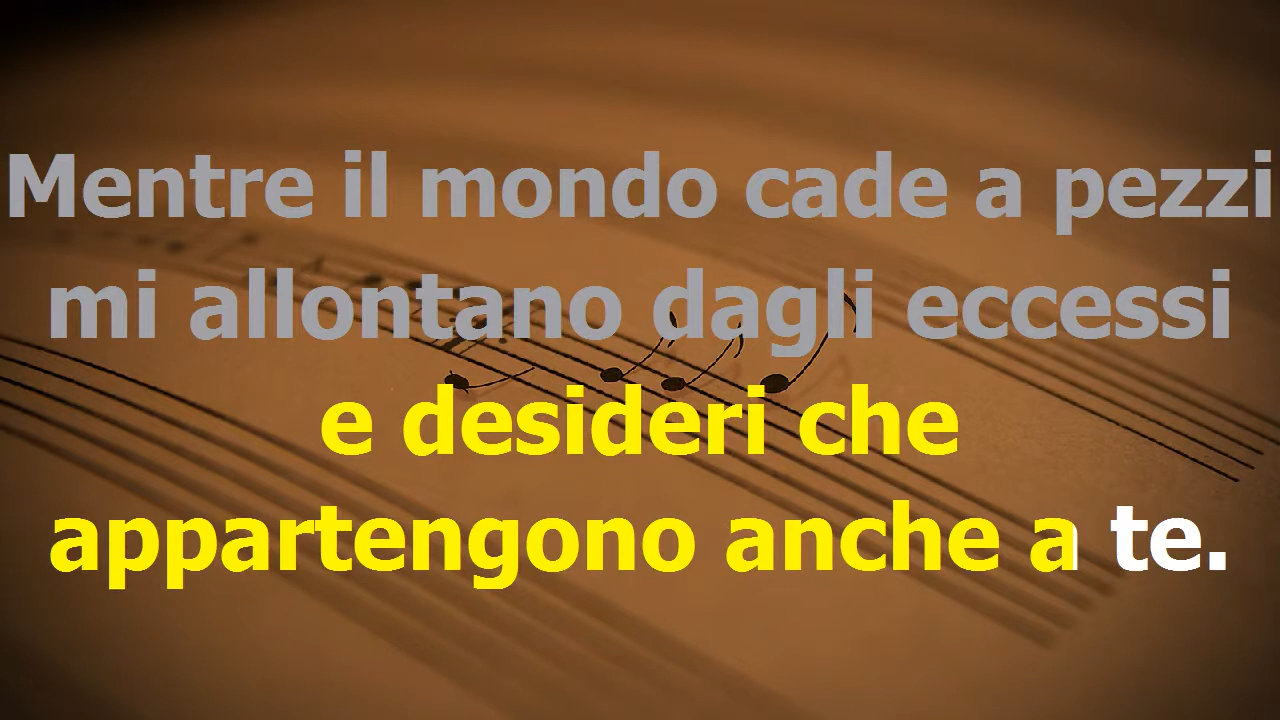 Mentre il mondo cade a pezzi
mi allontano dagli eccessi
e desideri che
appartengono anche a te.